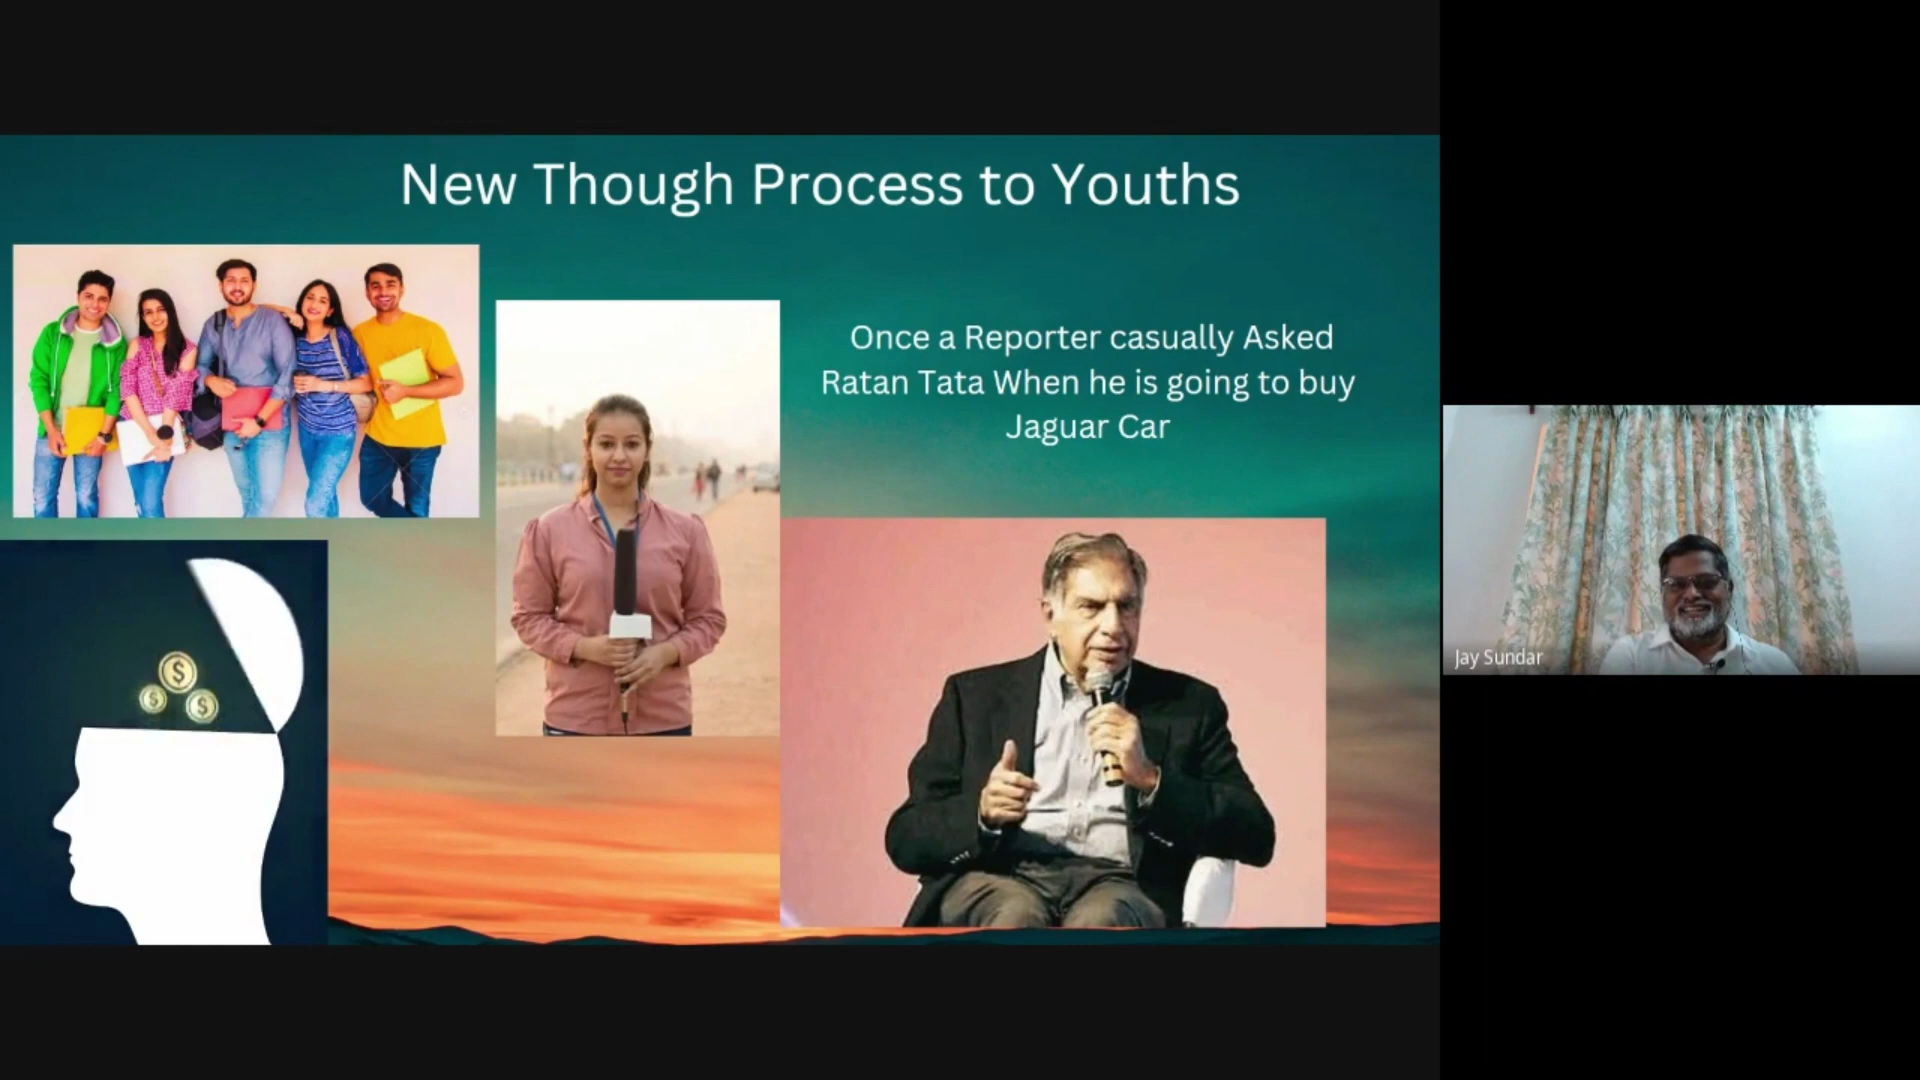 New Though Process to Youths
Once a Reporter casually Asked
Ratan Tata When he is going to buy
Jaguar Car
$
$
$
Jay Sundar